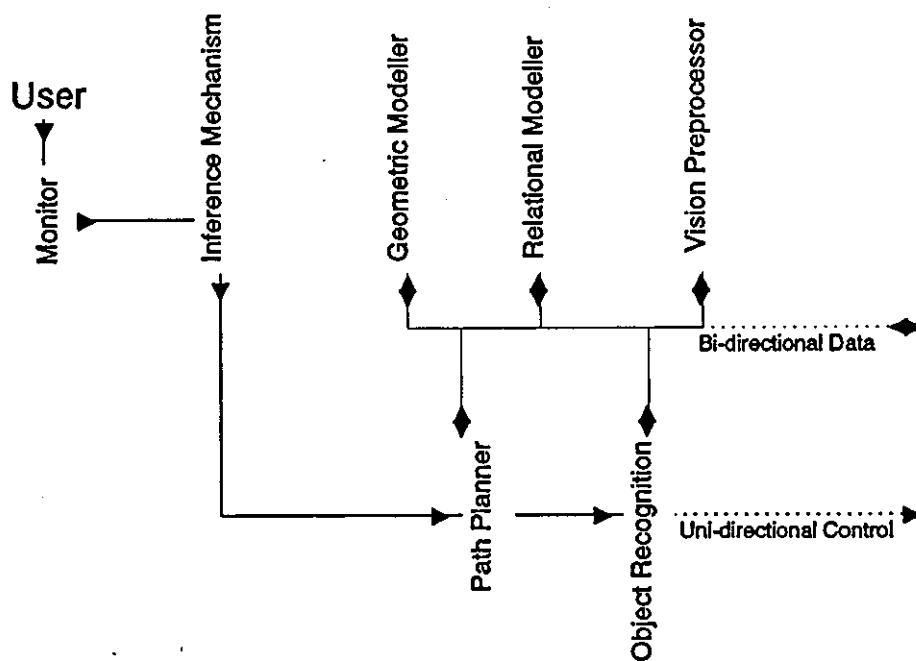 User
Monitor
Inference Mechanism
Geometric Modeller
Relational Modeller
Vision Preprocessor
Bi-directional Data
Path Planner
Object Recognition
Uni-directional Control